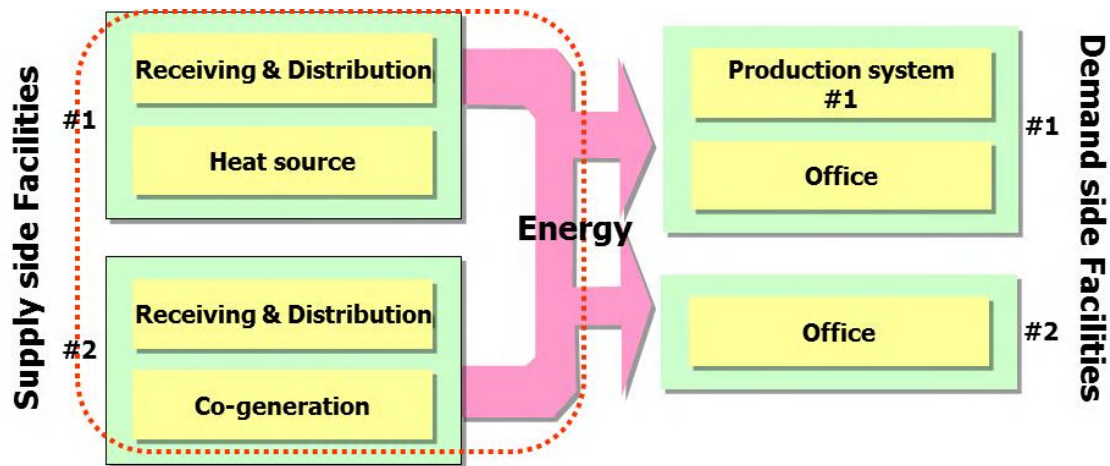 Supply side Facilities
#1
Receiving & Distribution
Heat source
#2
Receiving & Distribution
Co-generation
Energy
Production system
#1
Office
#1
Office
#2
Demand side Facilities